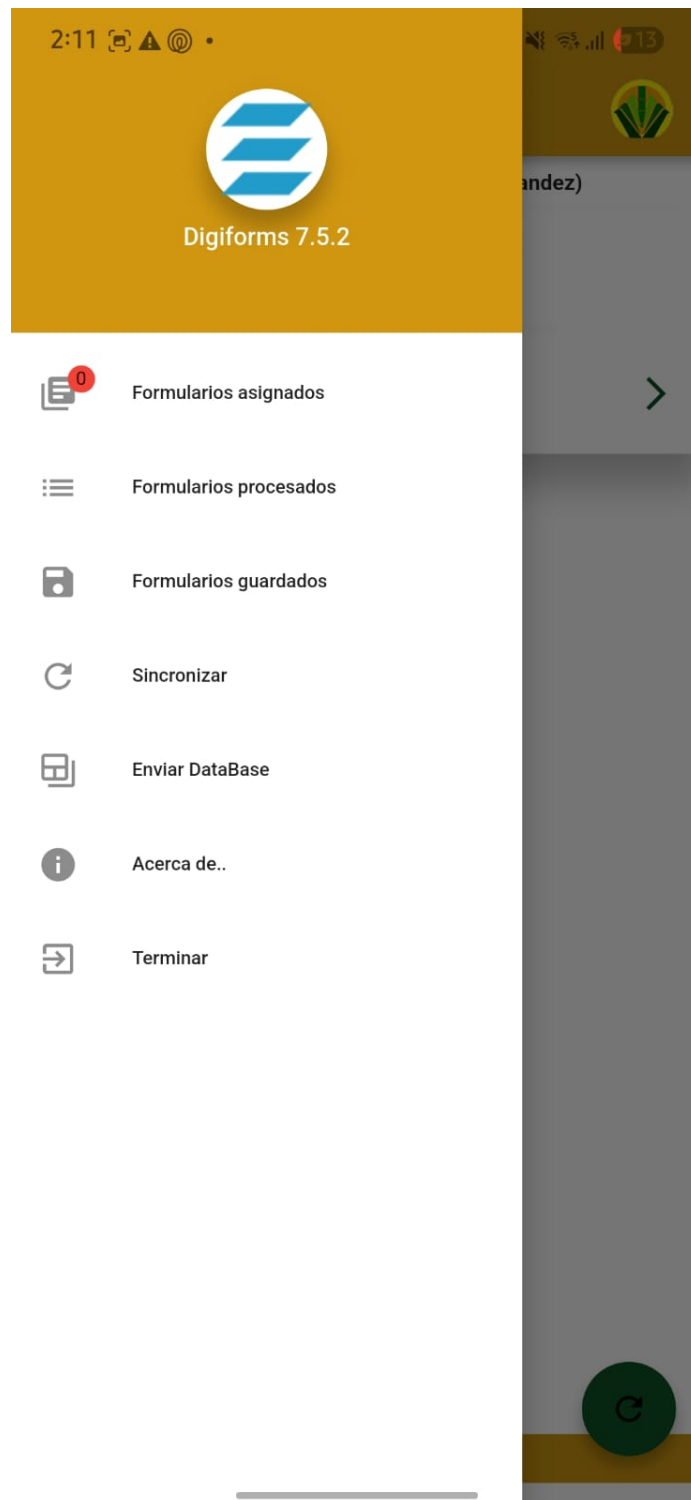 2:11
13
andez)
Digiforms 7.5.2
0
Formularios asignados
Formularios procesados
Formularios guardados
Sincronizar
Enviar DataBase
Acerca de..
Terminar